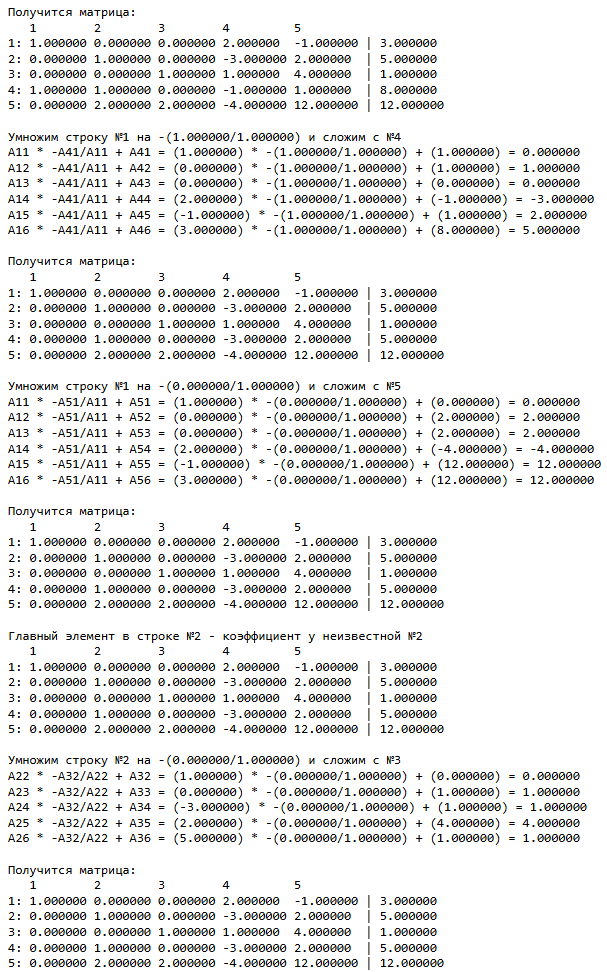 Получится матрица:
   1        2        3        4        5
1: 1.000000 0.000000 0.000000 2.000000  -1.000000 | 3.000000
2: 0.000000 1.000000 0.000000 -3.000000 2.000000  | 5.000000
3: 0.000000 0.000000 1.000000 1.000000  4.000000  | 1.000000
4: 1.000000 1.000000 0.000000 -1.000000 1.000000  | 8.000000
5: 0.000000 2.000000 2.000000 -4.000000 12.000000 | 12.000000

Умножим строку №1 на -(1.000000/1.000000) и сложим с №4
A11 * -A41/A11 + A41 = (1.000000) * -(1.000000/1.000000) + (1.000000) = 0.000000
A12 * -A41/A11 + A42 = (0.000000) * -(1.000000/1.000000) + (1.000000) = 1.000000
A13 * -A41/A11 + A43 = (0.000000) * -(1.000000/1.000000) + (0.000000) = 0.000000
A14 * -A41/A11 + A44 = (2.000000) * -(1.000000/1.000000) + (-1.000000) = -3.000000
A15 * -A41/A11 + A45 = (-1.000000) * -(1.000000/1.000000) + (1.000000) = 2.000000
A16 * -A41/A11 + A46 = (3.000000) * -(1.000000/1.000000) + (8.000000) = 5.000000

Получится матрица:
   1        2        3        4        5
1: 1.000000 0.000000 0.000000 2.000000  -1.000000 | 3.000000
2: 0.000000 1.000000 0.000000 -3.000000 2.000000  | 5.000000
3: 0.000000 0.000000 1.000000 1.000000  4.000000  | 1.000000
4: 0.000000 1.000000 0.000000 -3.000000 2.000000  | 5.000000
5: 0.000000 2.000000 2.000000 -4.000000 12.000000 | 12.000000

Умножим строку №1 на -(0.000000/1.000000) и сложим с №5
A11 * -A51/A11 + A51 = (1.000000) * -(0.000000/1.000000) + (0.000000) = 0.000000
A12 * -A51/A11 + A52 = (0.000000) * -(0.000000/1.000000) + (2.000000) = 2.000000
A13 * -A51/A11 + A53 = (0.000000) * -(0.000000/1.000000) + (2.000000) = 2.000000
A14 * -A51/A11 + A54 = (2.000000) * -(0.000000/1.000000) + (-4.000000) = -4.000000
A15 * -A51/A11 + A55 = (-1.000000) * -(0.000000/1.000000) + (12.000000) = 12.000000
A16 * -A51/A11 + A56 = (3.000000) * -(0.000000/1.000000) + (12.000000) = 12.000000

Получится матрица:
   1        2        3        4        5
1: 1.000000 0.000000 0.000000 2.000000  -1.000000 | 3.000000
2: 0.000000 1.000000 0.000000 -3.000000 2.000000  | 5.000000
3: 0.000000 0.000000 1.000000 1.000000  4.000000  | 1.000000
4: 0.000000 1.000000 0.000000 -3.000000 2.000000  | 5.000000
5: 0.000000 2.000000 2.000000 -4.000000 12.000000 | 12.000000

Главный элемент в строке №2 - коэффициент у неизвестной №2
   1        2        3        4        5
1: 1.000000 0.000000 0.000000 2.000000  -1.000000 | 3.000000
2: 0.000000 1.000000 0.000000 -3.000000 2.000000  | 5.000000
3: 0.000000 0.000000 1.000000 1.000000  4.000000  | 1.000000
4: 0.000000 1.000000 0.000000 -3.000000 2.000000  | 5.000000
5: 0.000000 2.000000 2.000000 -4.000000 12.000000 | 12.000000

Умножим строку №2 на -(0.000000/1.000000) и сложим с №3
A22 * -A32/A22 + A32 = (1.000000) * -(0.000000/1.000000) + (0.000000) = 0.000000
A23 * -A32/A22 + A33 = (0.000000) * -(0.000000/1.000000) + (1.000000) = 1.000000
A24 * -A32/A22 + A34 = (-3.000000) * -(0.000000/1.000000) + (1.000000) = 1.000000
A25 * -A32/A22 + A35 = (2.000000) * -(0.000000/1.000000) + (4.000000) = 4.000000
A26 * -A32/A22 + A36 = (5.000000) * -(0.000000/1.000000) + (1.000000) = 1.000000

Получится матрица:
   1        2        3        4        5
1: 1.000000 0.000000 0.000000 2.000000  -1.000000 | 3.000000
2: 0.000000 1.000000 0.000000 -3.000000 2.000000  | 5.000000
3: 0.000000 0.000000 1.000000 1.000000  4.000000  | 1.000000
4: 0.000000 1.000000 0.000000 -3.000000 2.000000  | 5.000000
5: 0.000000 2.000000 2.000000 -4.000000 12.000000 | 12.000000